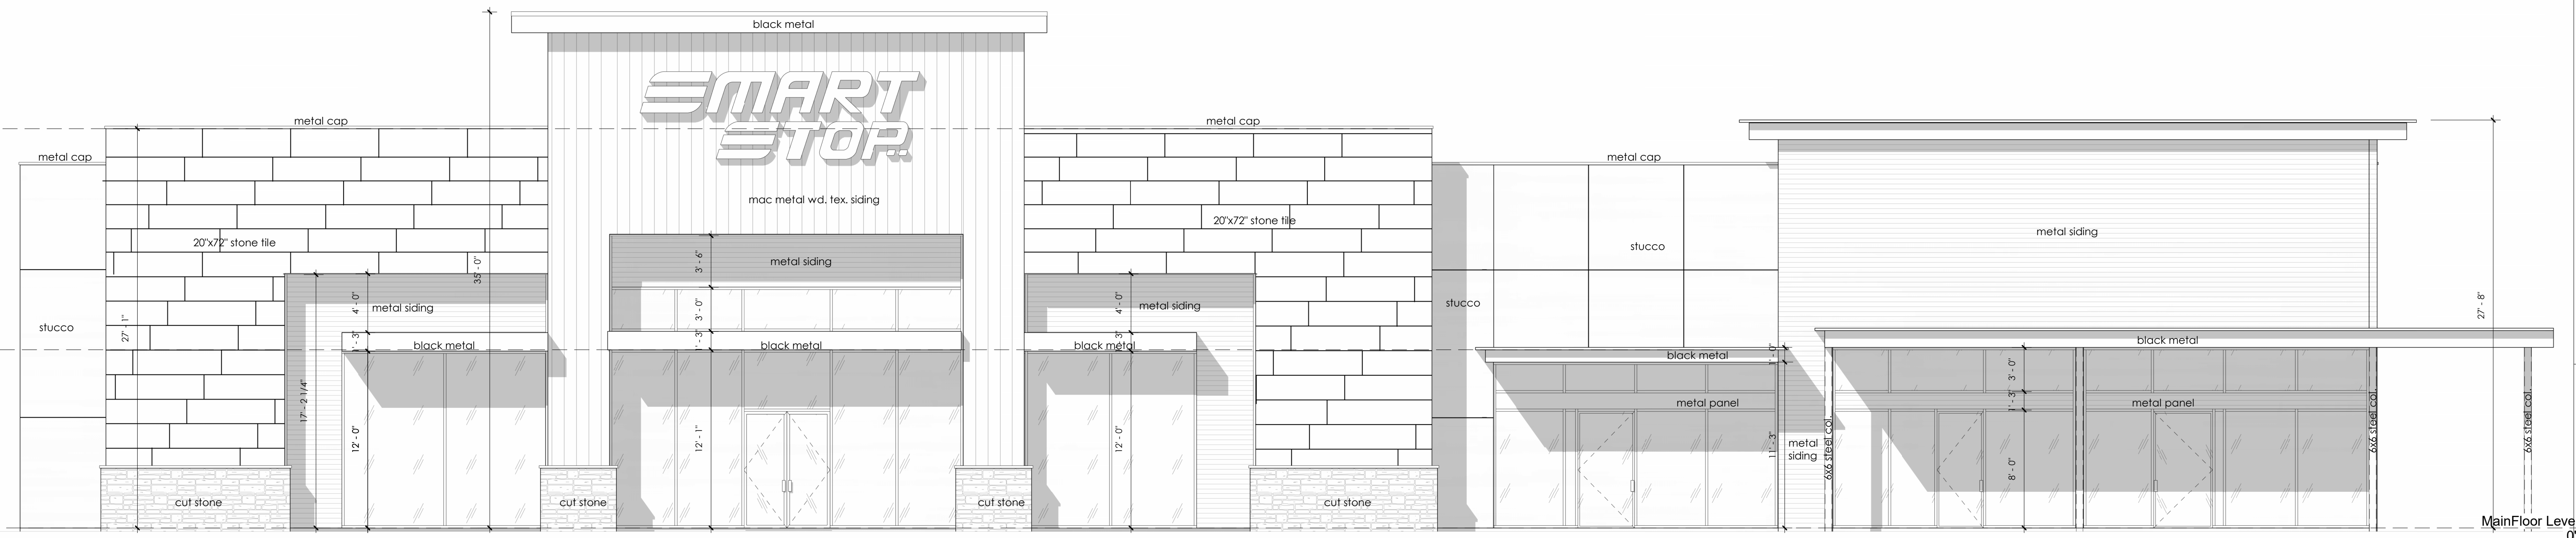 black metal
SMART
STOP
mac metal wd. tex. siding
metal cap
metal cap
metal cap
metal cap
20"x72" stone tile
20"x72" stone tile
stucco
stucco
stucco
metal siding
metal siding
metal siding
metal siding
metal siding
black metal
black metal
black metal
black metal
black metal
metal panel
metal panel
cut stone
cut stone
cut stone
cut stone
6x6 steel col.
6x6 steel col.
6x6 steel col.
27' - 1"
17' - 2 1/4"
4' - 0"
1' - 3"
12' - 0"
35' - 0"
3' - 6"
3' - 0"
1' - 3"
12' - 1"
4' - 0"
1' - 3"
12' - 0"
1' - 0"
11' - 3"
3' - 0"
1' - 3"
8' - 0"
27' - 8"
MainFloor Leve